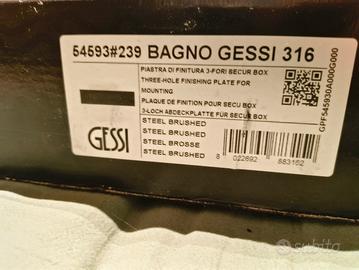 54593#239 BAGNO GESSI 316
PIASTRA DI FINITURA 3-FORI SECUR BOX
THREE-HOLE FINISHING PLATE FOR
MOUNTING
PLAQUE DE FINITION POUR SECU BOX
3-LOCH ABDECKPLATTE FÜR SECUR BOX
GESSI
STEEL BRUSHED
STEEL BRUSHED
STEEL BROSSE
STEEL BRUSHED
8 022692 883162
GPF545930A000G000
subito